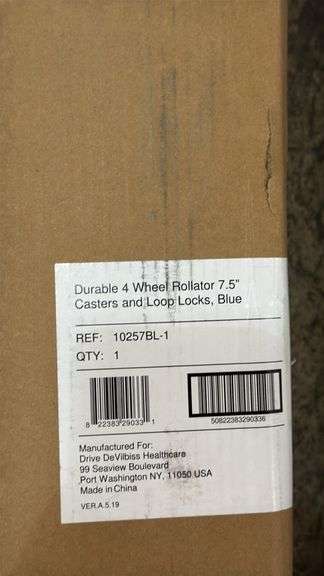 Durable 4 Wheel Rollator 7.5"
Casters and Loop Locks, Blue
REF: 10257BL-1
QTY: 1
8 22383 29033 1
50822383290336
Manufactured For:
Drive DeVilbiss Healthcare
99 Seaview Boulevard
Port Washington NY, 11050 USA
Made in China
VER.A.5.19